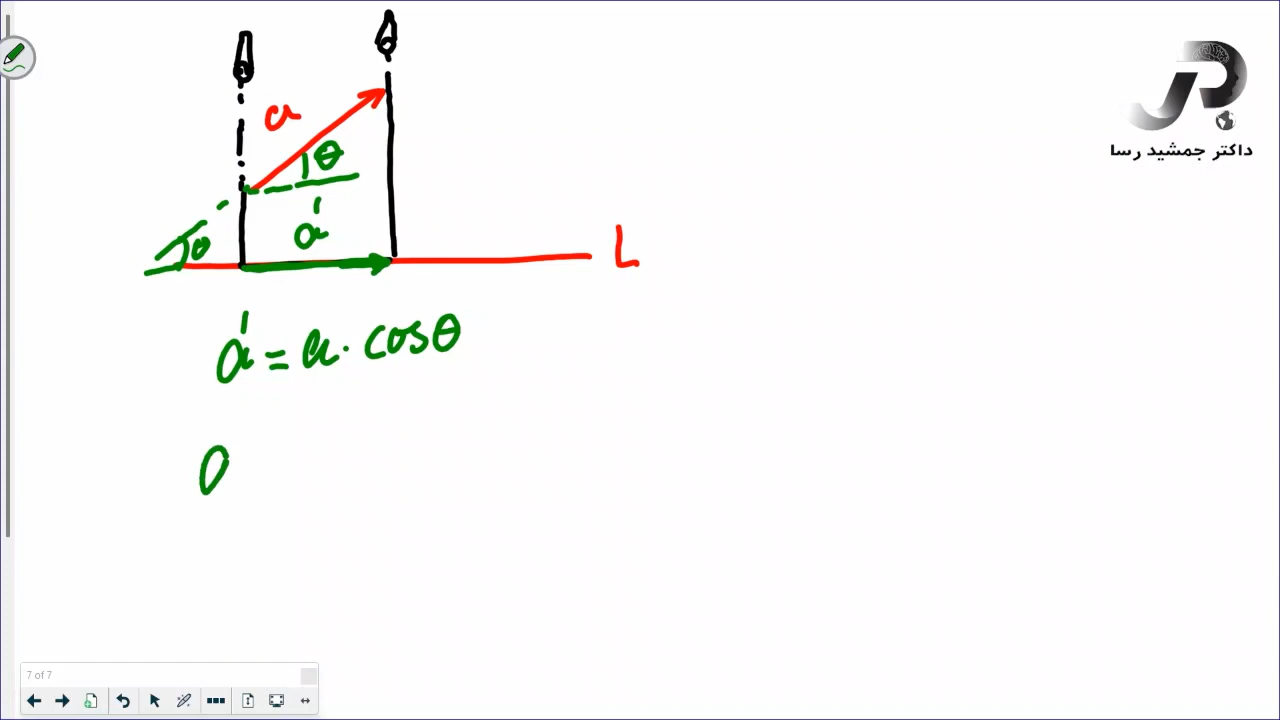 a
θ
a'
θ
L
a' = a · cosθ
0
داکتر جمشید رسا
7 of 7